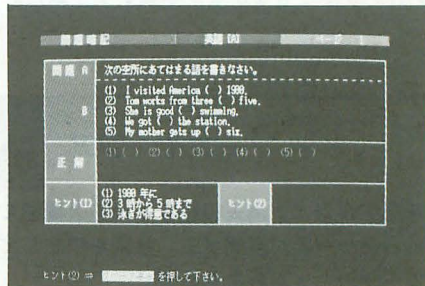 問題暗記 英語 (A) ページ
問題 A 次の空所にあてはまる語を書きなさい。
B
(1) I visited America ( ) 1980.
(2) Tom works from three ( ) five.
(3) She is good ( ) swimming.
(4) We got ( ) the station.
(5) My mother gets up ( ) six.
正解 (1) ( ) (2) ( ) (3) ( ) (4) ( ) (5) ( )
ヒント(1) (1) 1980 年に
(2) 3 時から 5 時まで
(3) 泳ぎが得意である
ヒント(2)
ヒント(2) ⇒ を押して下さい。